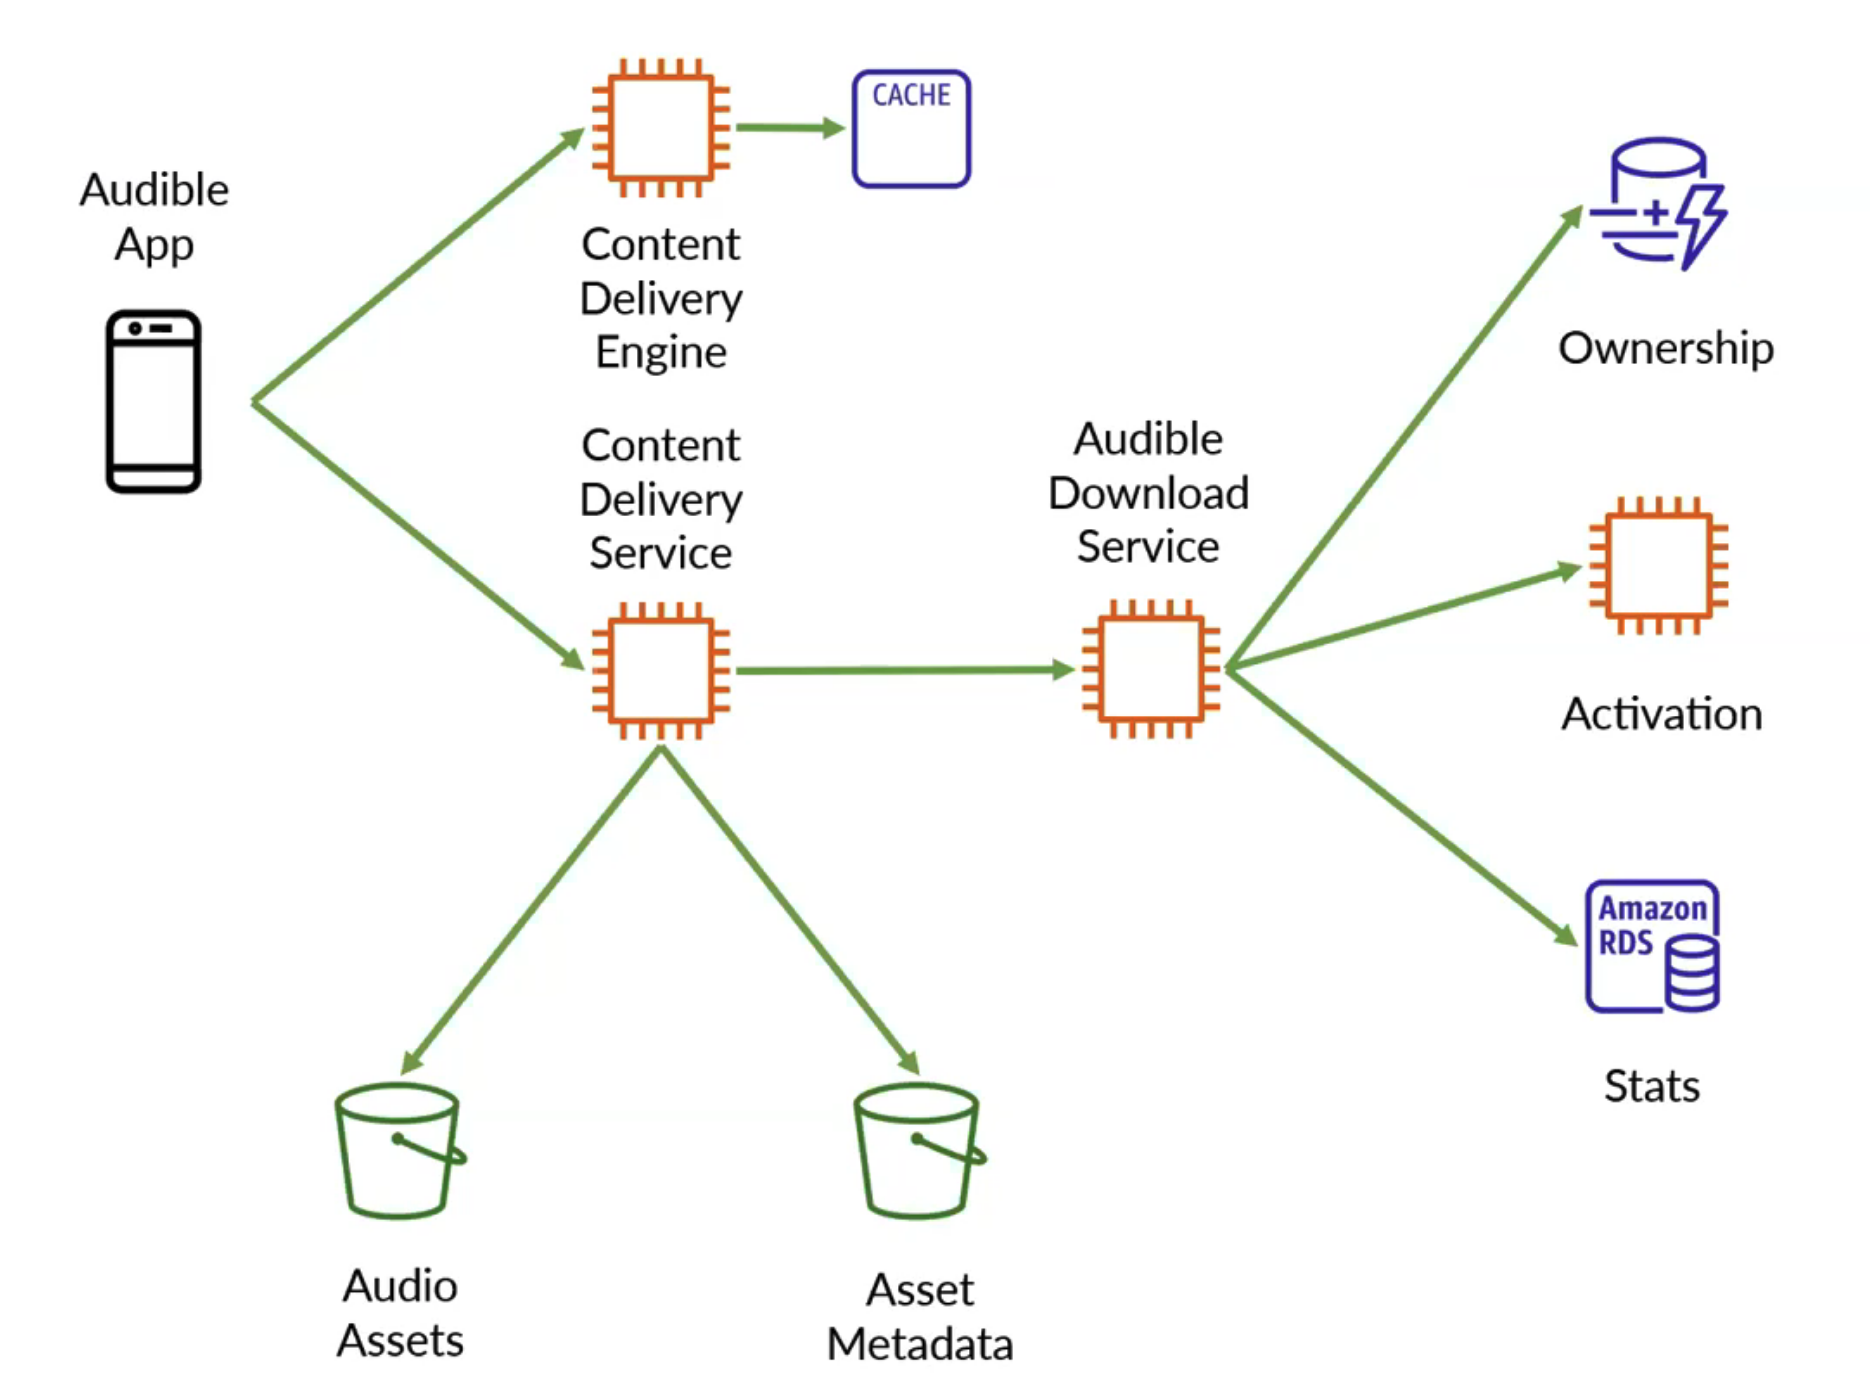 Audible
App
CACHE
Content
Delivery
Engine
Content
Delivery
Service
Audible
Download
Service
Ownership
Activation
Amazon
RDS
Stats
Audio
Assets
Asset
Metadata